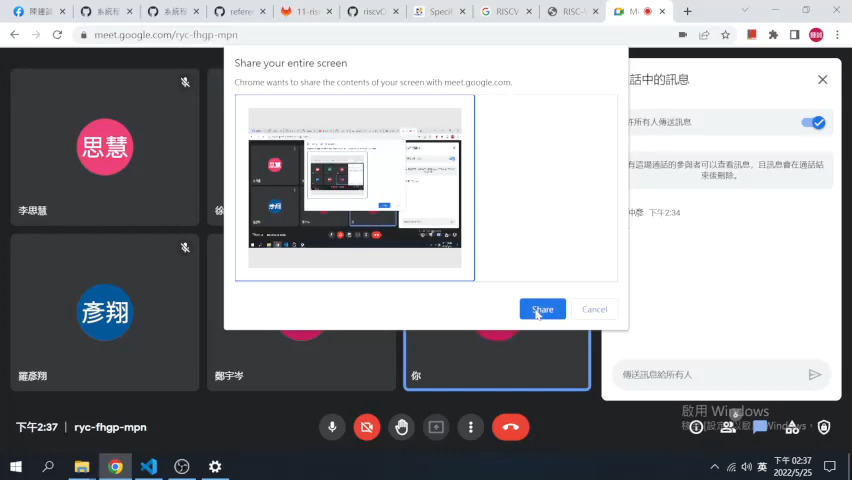 系統程
系統程
refere
11-ris
riscvO
Specif
RISCV
RISC-V
M
meet.google.com/ryc-fhgp-mpn
Share your entire screen
Chrome wants to share the contents of your screen with meet.google.com.
Share
Cancel
思慧
李思慧
徐
彥翔
羅彥翔
鄭宇岑
你
話中的訊息
所有人傳送訊息
有這場通話的參與者可以查看訊息，且訊息會在通話結
束後刪除。
下午2:34
傳送訊息給所有人
啟用 Windows
下午2:37
ryc-fhgp-mpn
6
英
下午 02:37
2022/5/25